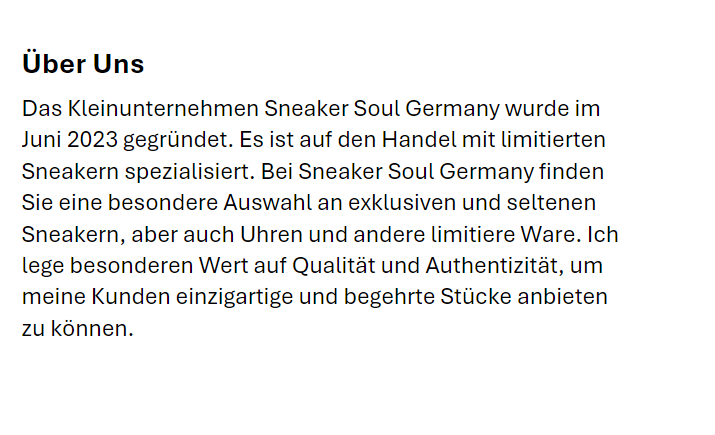 Über Uns
Das Kleinunternehmen Sneaker Soul Germany wurde im
Juni 2023 gegründet. Es ist auf den Handel mit limitierten
Sneakern spezialisiert. Bei Sneaker Soul Germany finden
Sie eine besondere Auswahl an exklusiven und seltenen
Sneakern, aber auch Uhren und andere limitiere Ware. Ich
lege besonderen Wert auf Qualität und Authentizität, um
meine Kunden einzigartige und begehrte Stücke anbieten
zu können.